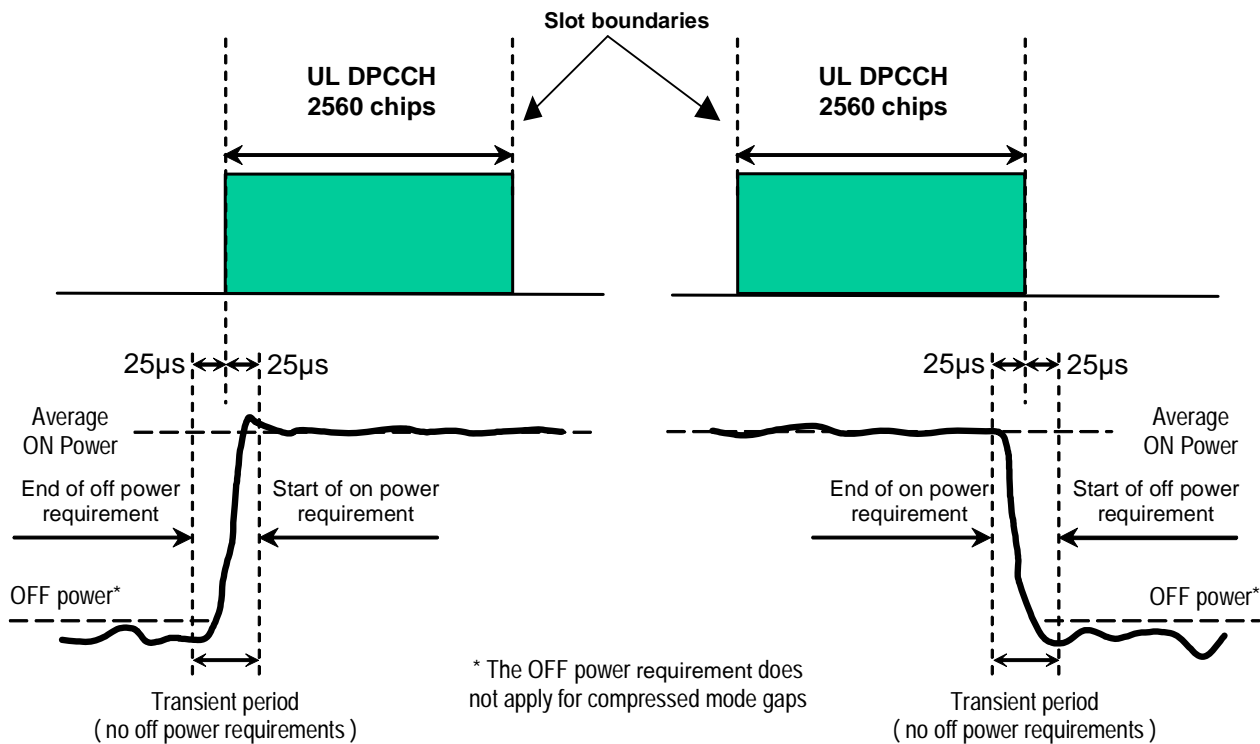 Slot boundaries
UL DPCCH
2560 chips
UL DPCCH
2560 chips
25µs
25µs
25µs
25µs
Average
ON Power
Average
ON Power
End of off power
requirement
Start of on power
requirement
End of on power
requirement
Start of off power
requirement
OFF power*
OFF power*
* The OFF power requirement does
not apply for compressed mode gaps
Transient period
( no off power requirements )
Transient period
( no off power requirements )